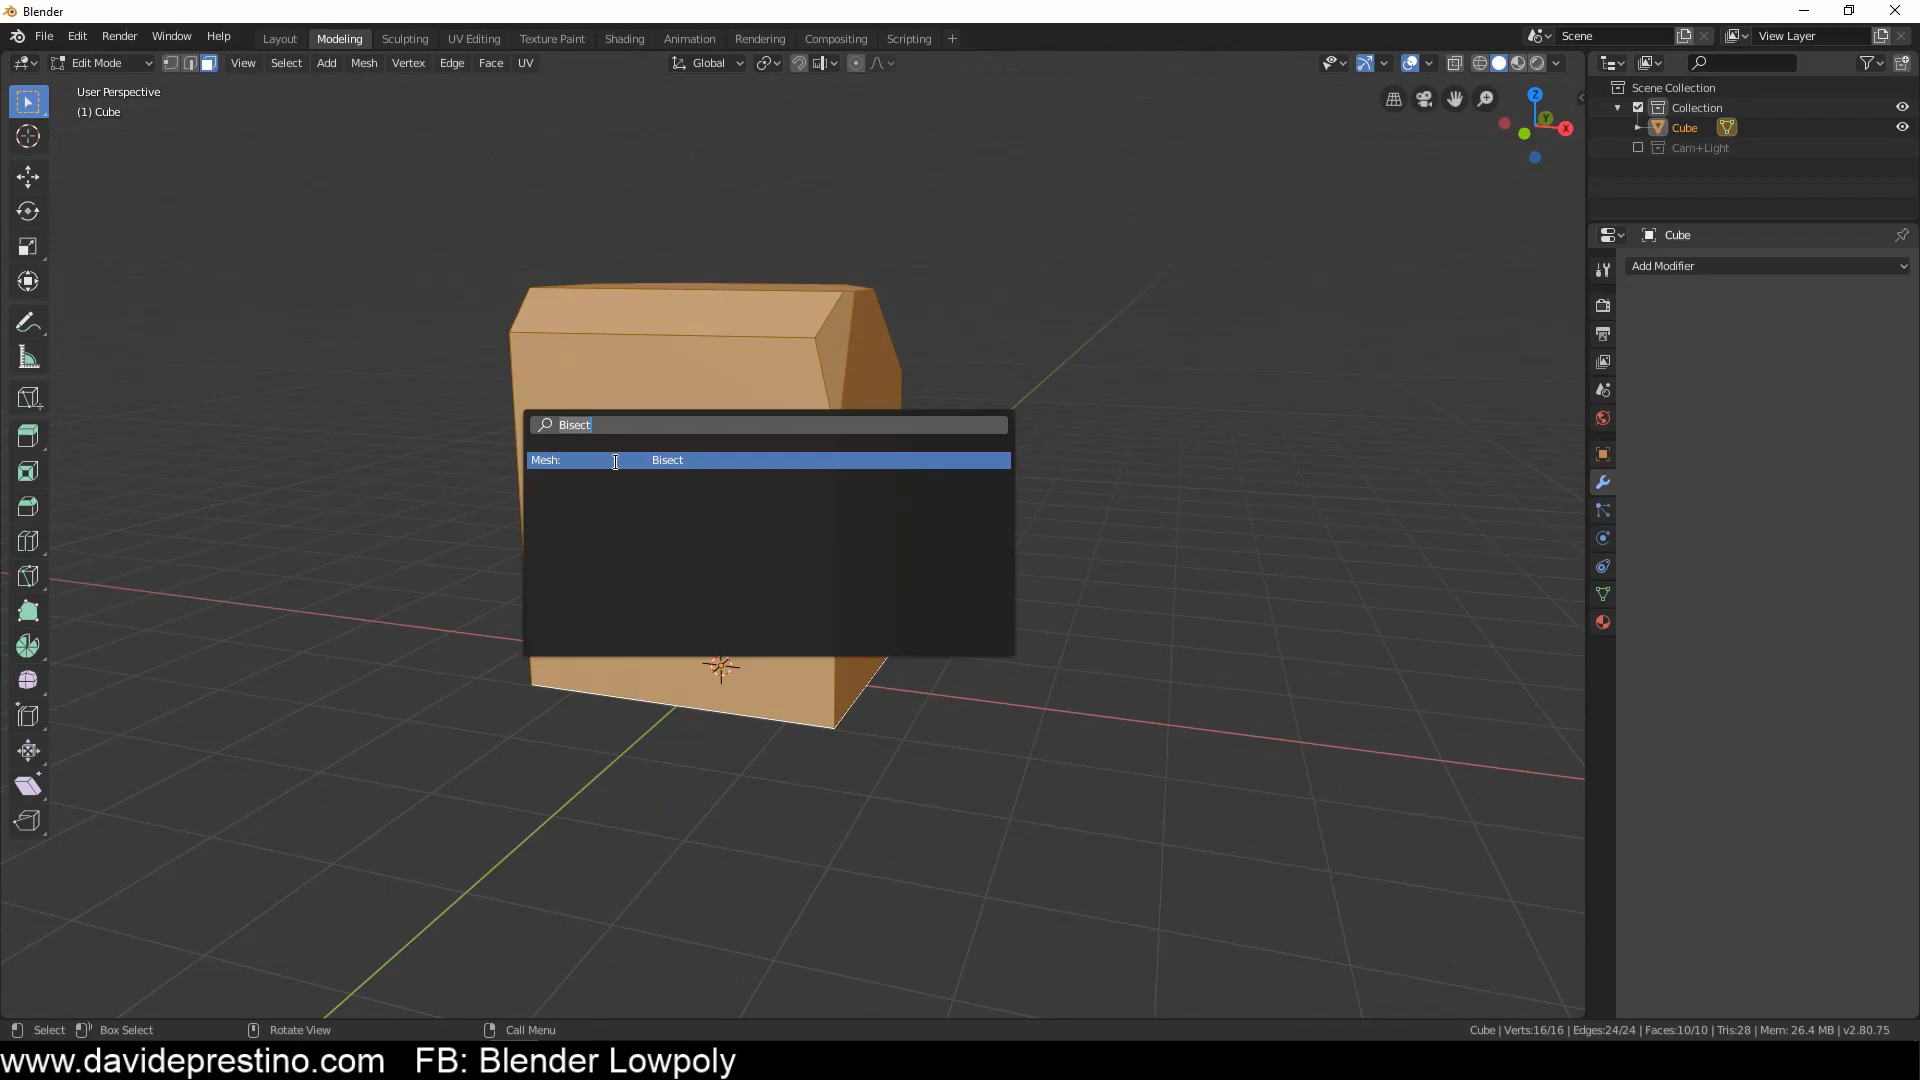 Blender
File Edit Render Window Help
Layout Modeling Sculpting UV Editing Texture Paint Shading Animation Rendering Compositing Scripting +
Scene
View Layer
Edit Mode View Select Add Mesh Vertex Edge Face UV
Global
User Perspective
(1) Cube
Z
Y
X
Scene Collection
Collection
Cube
Cam+Light
Cube
Add Modifier
Bisect
Mesh: Bisect
Select Box Select Rotate View Call Menu
Cube | Verts:16/16 | Edges:24/24 | Faces:10/10 | Tris:28 | Mem: 26.4 MB | v2.80.75
www.davideprestino.com FB: Blender Lowpoly